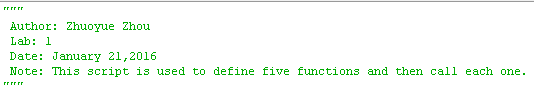 """
Author: Zhuoyue Zhou
Lab: 1
Date: January 21,2016
Note: This script is used to define five functions and then call each one.
"""